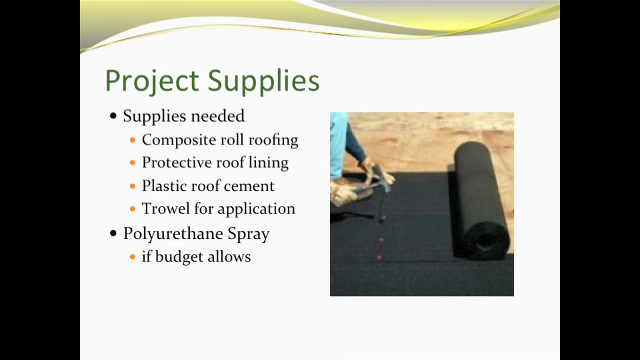 Project Supplies
• Supplies needed
• Composite roll roofing
• Protective roof lining
• Plastic roof cement
• Trowel for application
• Polyurethane Spray
• if budget allows